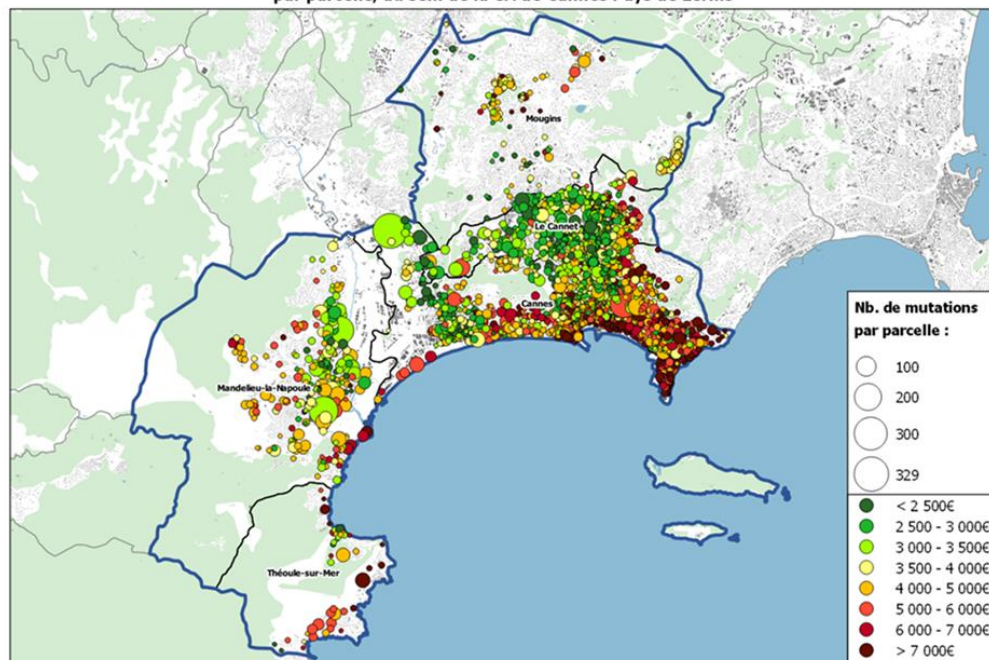 Mougins
Le Cannet
Cannes
Mandelieu-la-Napoule
Théoule-sur-Mer
Nb. de mutations
par parcelle :
100
200
300
329
< 2 500€
2 500 - 3 000€
3 000 - 3 500€
3 500 - 4 000€
4 000 - 5 000€
5 000 - 6 000€
6 000 - 7 000€
> 7 000€